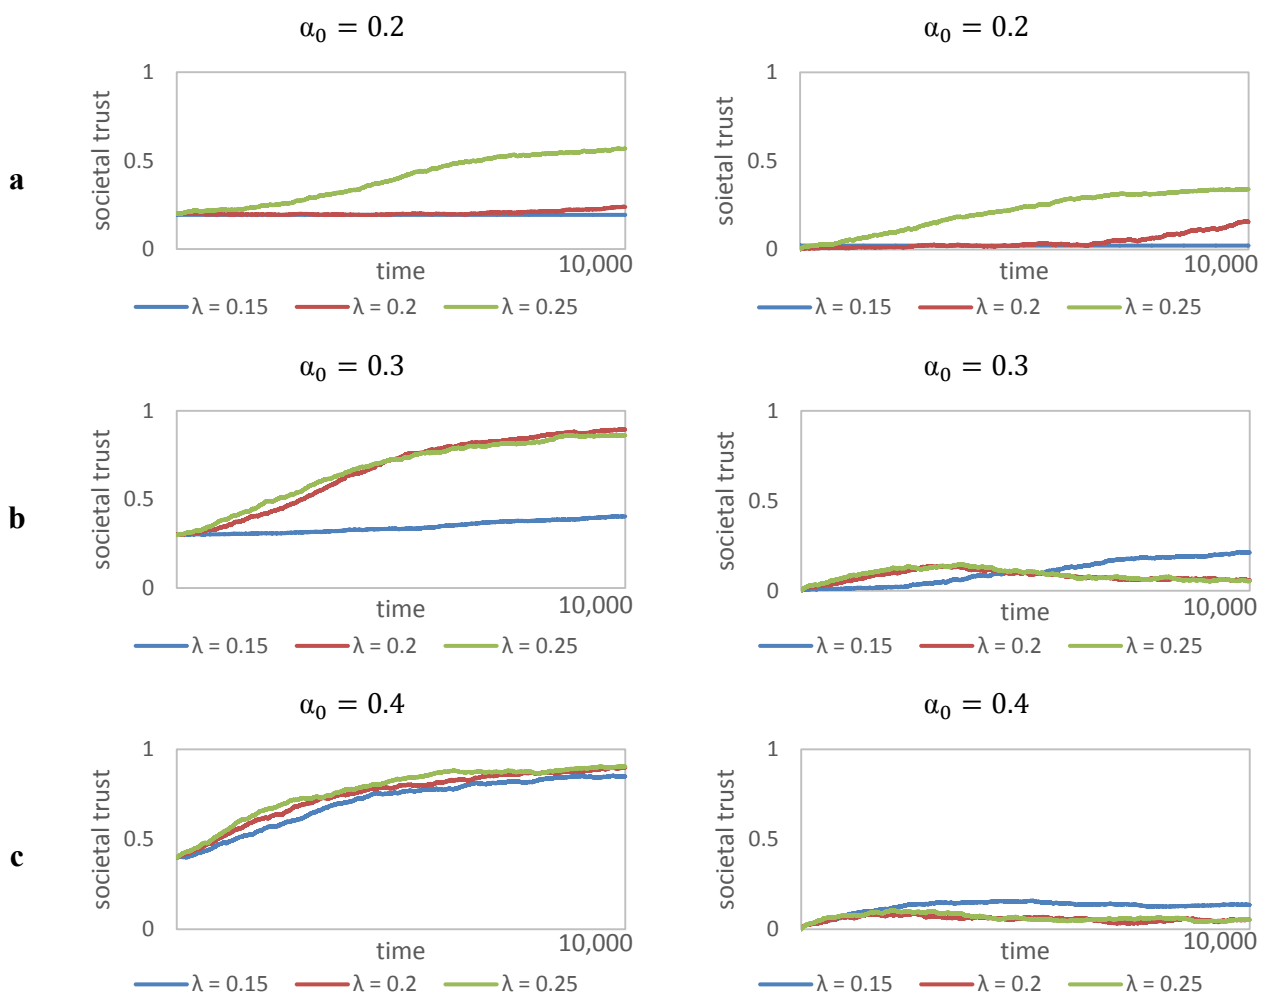 α₀ = 0.2
α₀ = 0.2
a
societal trust
1
0.5
0
time
10,000
λ = 0.15 λ = 0.2 λ = 0.25
soietal trust
1
0.5
0
time
10,000
λ = 0.15 λ = 0.2 λ = 0.25
α₀ = 0.3
α₀ = 0.3
b
societal trust
1
0.5
0
time
10,000
λ = 0.15 λ = 0.2 λ = 0.25
societal trust
1
0.5
0
time
10,000
λ = 0.15 λ = 0.2 λ = 0.25
α₀ = 0.4
α₀ = 0.4
c
societal trust
1
0.5
0
time
10,000
λ = 0.15 λ = 0.2 λ = 0.25
societal trust
1
0.5
0
time
10,000
λ = 0.15 λ = 0.2 λ = 0.25